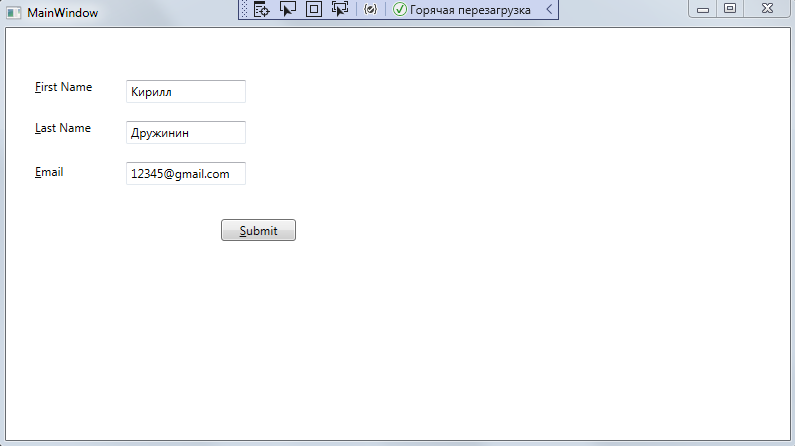 MainWindow
Горячая перезагрузка
First Name
Кирилл
Last Name
Дружинин
Email
12345@gmail.com
Submit